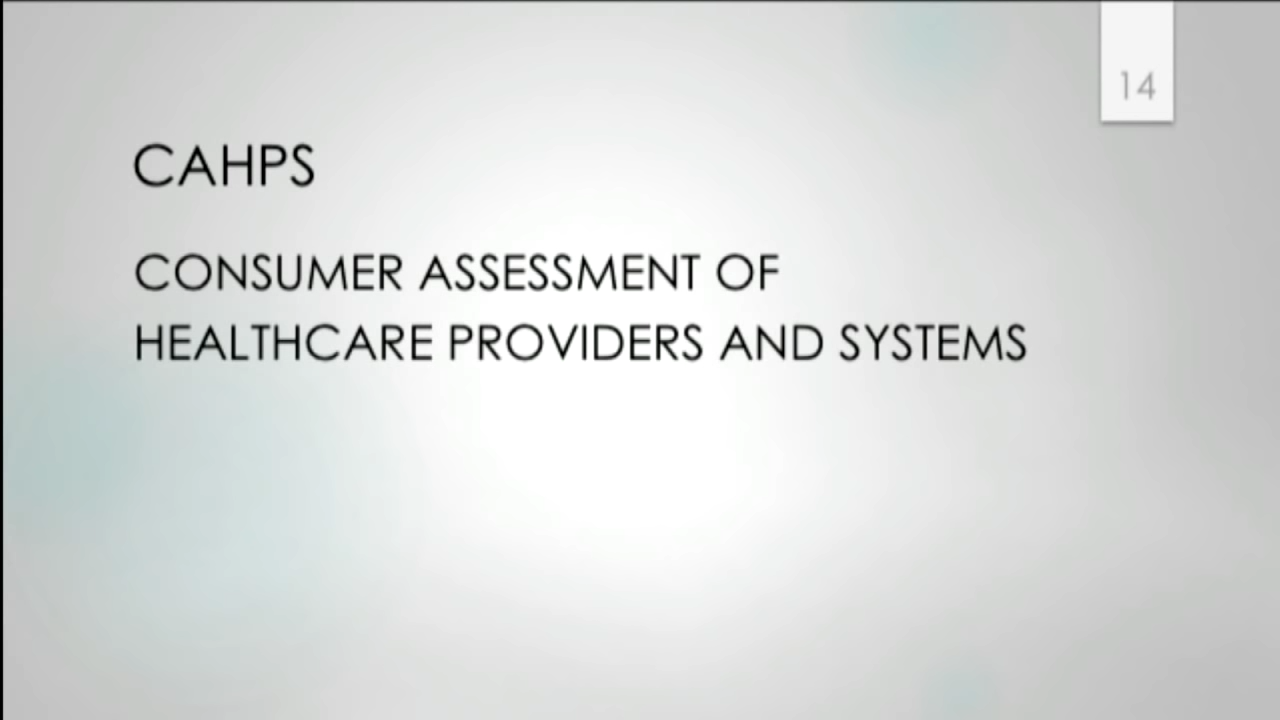 14
CAHPS
CONSUMER ASSESSMENT OF
HEALTHCARE PROVIDERS AND SYSTEMS